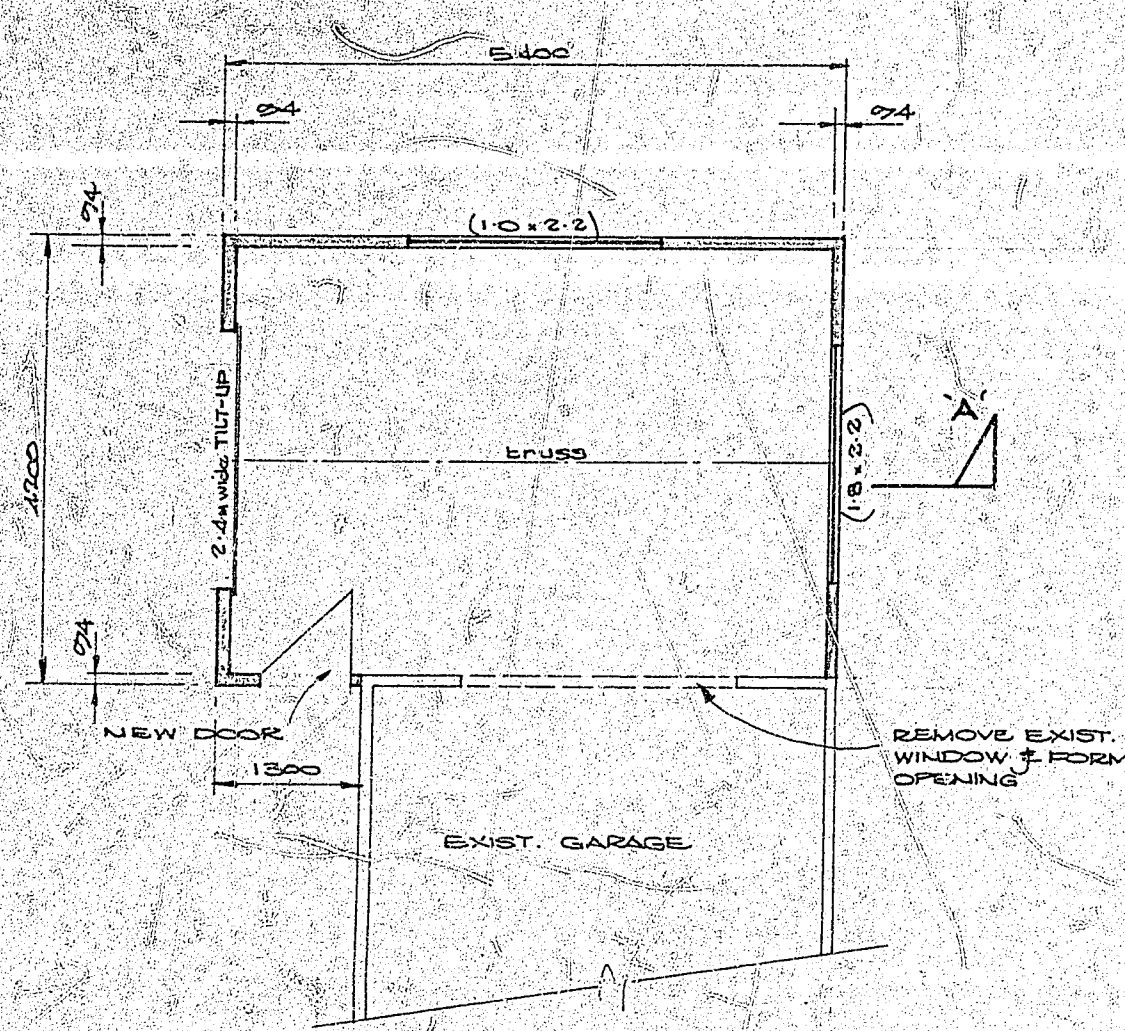 5400
94
94
94
(1.0 x 2.2)
4200
2.4m wide TILT-UP
truss
(1.8 x 2.2)
'A'
94
NEW DOOR
1300
REMOVE EXIST.
WINDOW & FORM
OPENING
EXIST. GARAGE